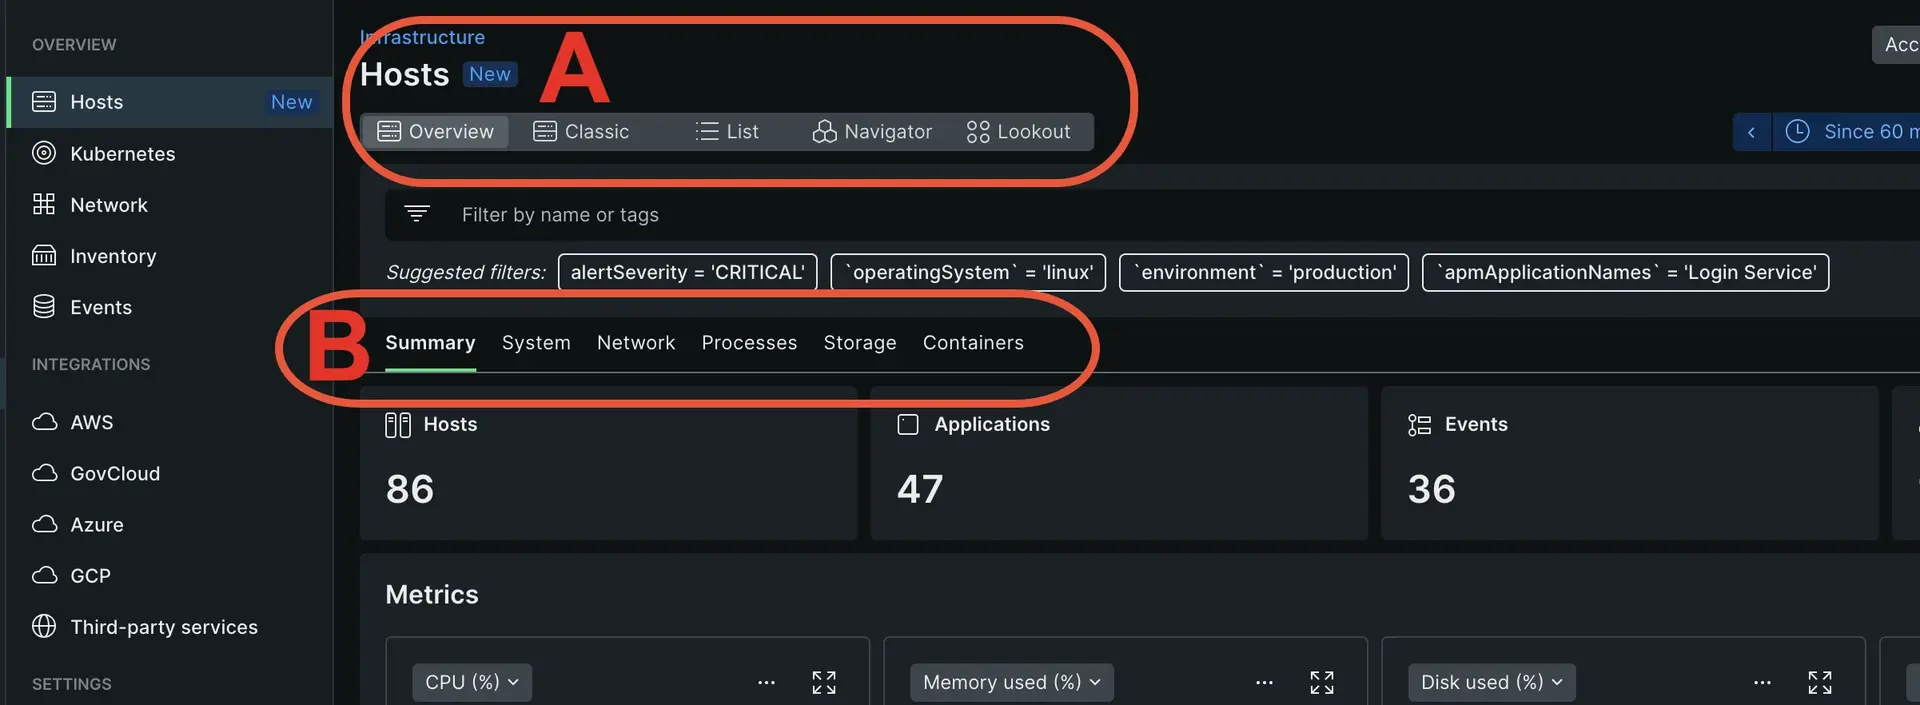 OVERVIEW
Hosts New
Kubernetes
Network
Inventory
Events
INTEGRATIONS
AWS
GovCloud
Azure
GCP
Third-party services
SETTINGS
Infrastructure
Hosts New
A
Overview Classic List Navigator Lookout
Since 60 m
Filter by name or tags
Suggested filters: alertSeverity = 'CRITICAL' `operatingSystem` = 'linux' `environment` = 'production' `apmApplicationNames` = 'Login Service'
B
Summary System Network Processes Storage Containers
Hosts Applications Events
86 47 36
Metrics
CPU (%) Memory used (%) Disk used (%)